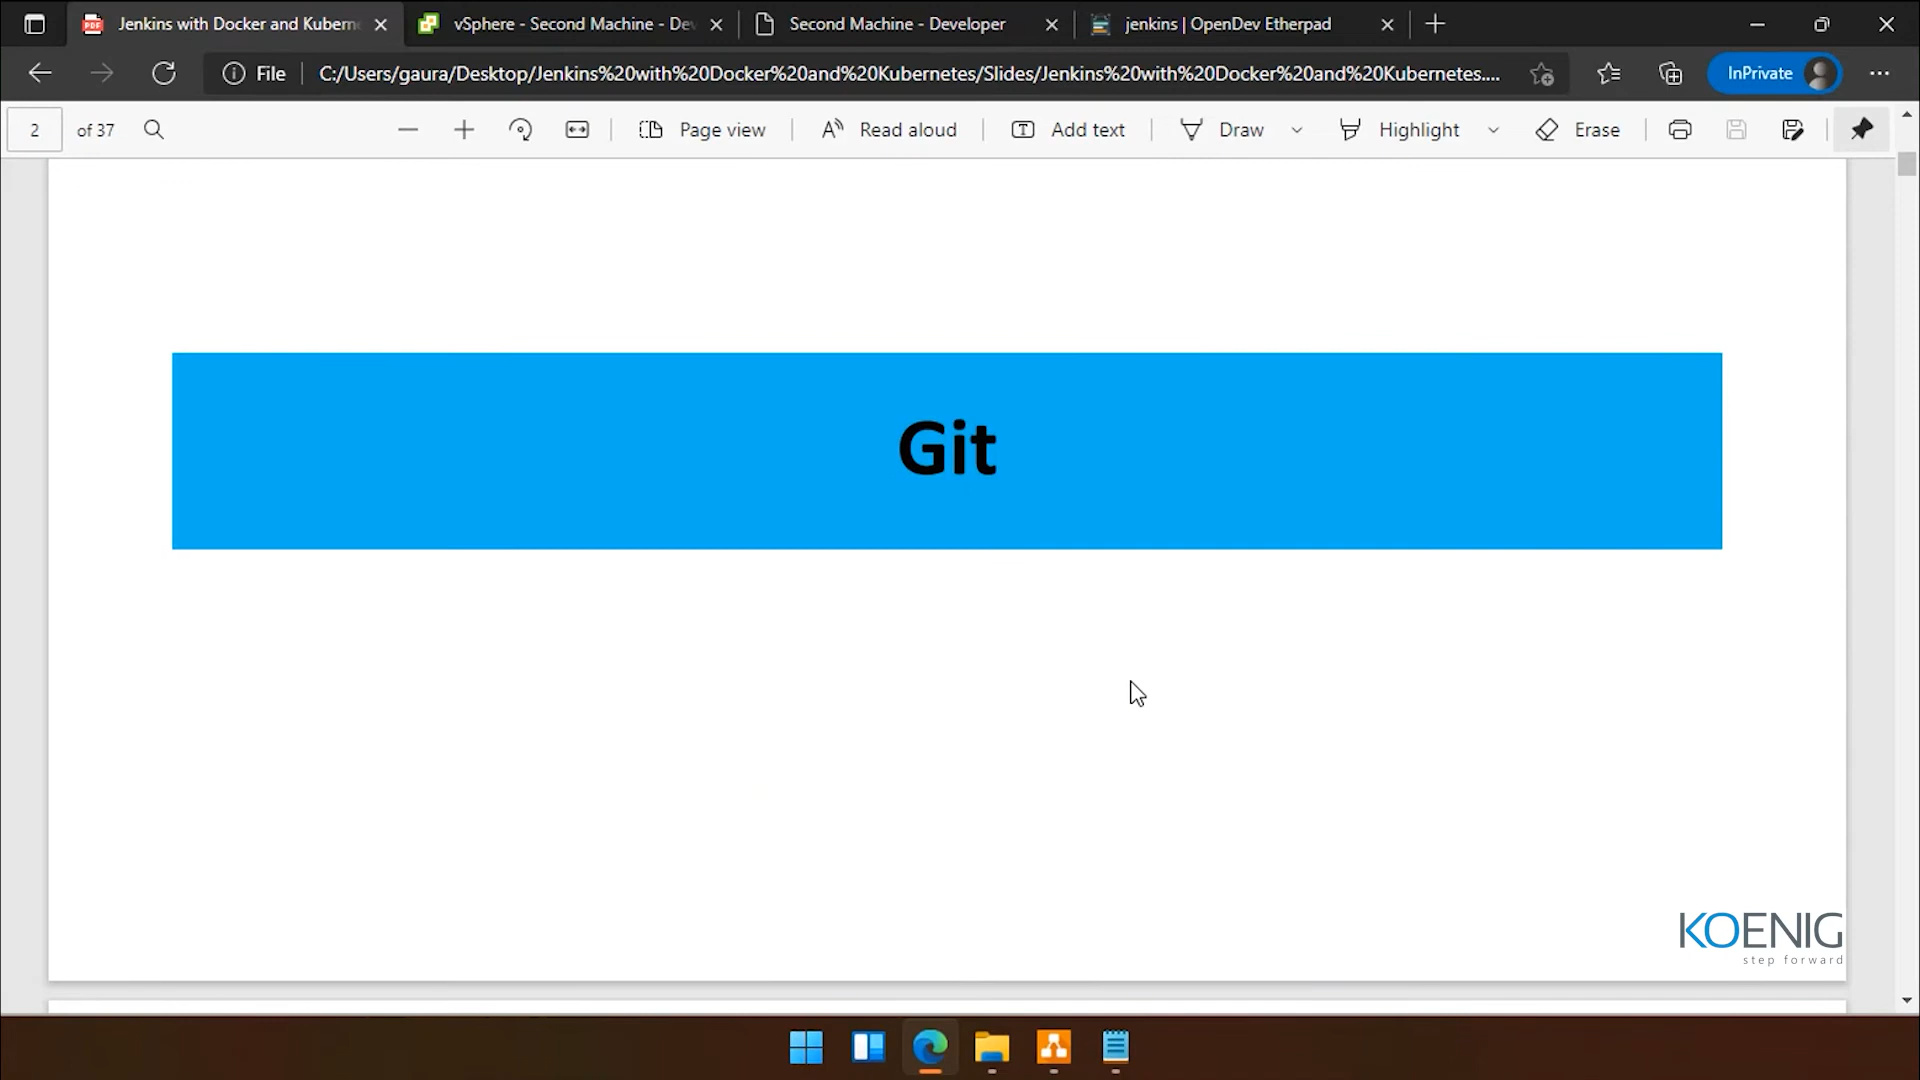 Jenkins with Docker and Kubern
vSphere - Second Machine - De
Second Machine - Developer
jenkins | OpenDev Etherpad
File
C:/Users/gaura/Desktop/Jenkins%20with%20Docker%20and%20Kubernetes/Slides/Jenkins%20with%20Docker%20and%20Kubernetes....
InPrivate
2 of 37
Page view
Read aloud
Add text
Draw
Highlight
Erase
Git
KOENIG
step forward